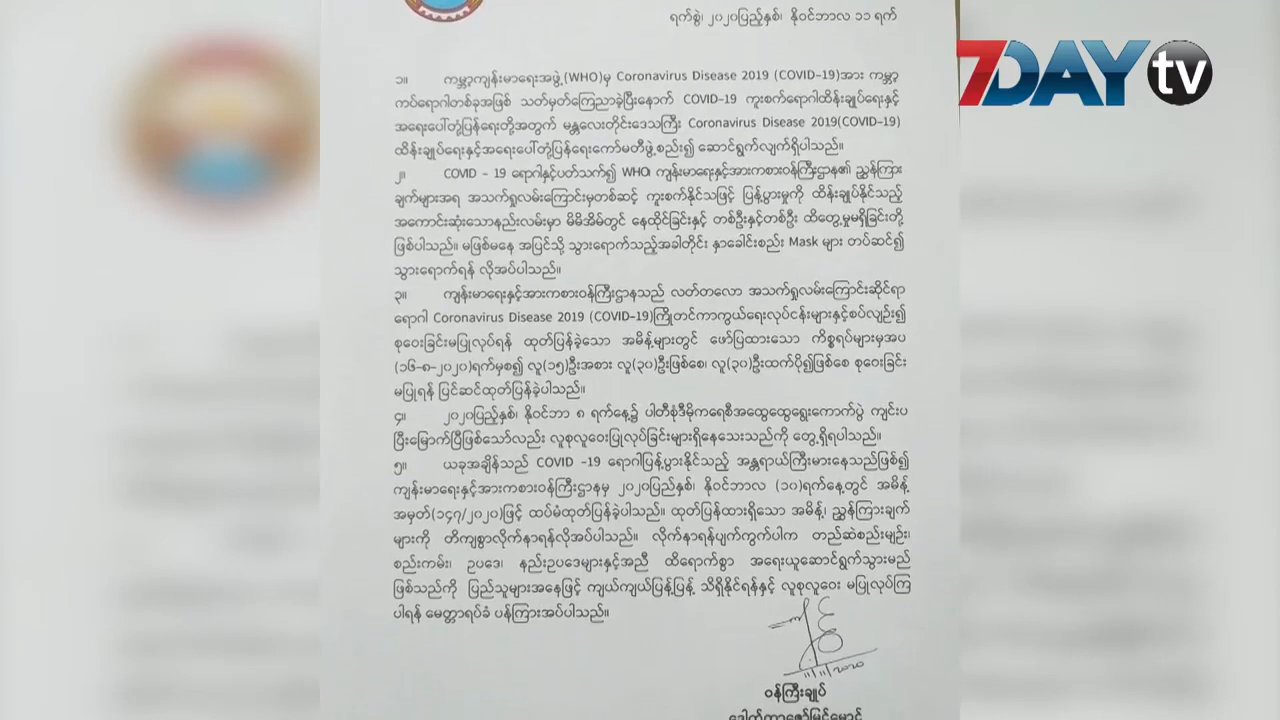 ရက်စွဲ၊ ၂၀၂၀ပြည့်နှစ်၊ နိုဝင်ဘာလ ၁၁ ရက်
7DAY tv
၁။ ကမ္ဘာ့ကျန်းမာရေးအဖွဲ့(WHO)မှ Coronavirus Disease 2019 (COVID-19)အား ကမ္ဘာ့
ကပ်ရောဂါတစ်ခုအဖြစ် သတ်မှတ်ကြေညာခဲ့ပြီးနောက် COVID-19 ကူးစက်ရောဂါထိန်းချုပ်ရေးနှင့်
အရေးပေါ်တုံ့ပြန်ရေးတို့အတွက် မန္တလေးတိုင်းဒေသကြီး Coronavirus Disease 2019(COVID-19)
ထိန်းချုပ်ရေးနှင့်အရေးပေါ်တုံ့ပြန်ရေးကော်မတီဖွဲ့စည်း၍ ဆောင်ရွက်လျက်ရှိပါသည်။
၂။ COVID – 19 ရောဂါနှင့်ပတ်သက်၍ WHO၊ ကျန်းမာရေးနှင့်အားကစားဝန်ကြီးဌာန၏ ညွှန်ကြား
ချက်များအရ အသက်ရှူလမ်းကြောင်းမှတစ်ဆင့် ကူးစက်နိုင်သဖြင့် ပြန့်ပွားမှုကို ထိန်းချုပ်နိုင်သည့်
အကောင်းဆုံးသောနည်းလမ်းမှာ မိမိအိမ်တွင် နေထိုင်ခြင်းနှင့် တစ်ဦးနှင့်တစ်ဦး ထိတွေ့မှုမရှိခြင်းတို့
ဖြစ်ပါသည်။ မဖြစ်မနေ အပြင်သို့ သွားရောက်သည့်အခါတိုင်း နှာခေါင်းစည်း Mask များ တပ်ဆင်၍
သွားရောက်ရန် လိုအပ်ပါသည်။
၃။ ကျန်းမာရေးနှင့်အားကစားဝန်ကြီးဌာနသည် လတ်တလော အသက်ရှူလမ်းကြောင်းဆိုင်ရာ
ရောဂါ Coronavirus Disease 2019 (COVID-19)ကြိုတင်ကာကွယ်ရေးလုပ်ငန်းများနှင့်စပ်လျဉ်း၍
စုဝေးခြင်းမပြုလုပ်ရန် ထုတ်ပြန်ခဲ့သော အမိန့်များတွင် ဖော်ပြထားသော ကိစ္စရပ်များမှအပ
(၁၆-၈-၂၀၂၀)ရက်မှစ၍ လူ(၁၅)ဦးအစား လူ(၃၀)ဦးဖြစ်စေ၊ လူ(၃၀)ဦးထက်ပို၍ဖြစ်စေ စုဝေးခြင်း
မပြုရန် ပြင်ဆင်ထုတ်ပြန်ခဲ့ပါသည်။
၄။ ၂၀၂၀ပြည့်နှစ်၊ နိုဝင်ဘာ ၈ ရက်နေ့၌ ပါတီစုံဒီမိုကရေစီအထွေထွေရွေးကောက်ပွဲ ကျင်းပ
ပြီးမြောက်ပြီဖြစ်သော်လည်း လူစုလူဝေးပြုလုပ်ခြင်းများရှိနေသေးသည်ကို တွေ့ရှိရပါသည်။
၅။ ယခုအချိန်သည် COVID -19 ရောဂါပြန့်ပွားနိုင်သည့် အန္တရာယ်ကြီးမားနေသည်ဖြစ်၍
ကျန်းမာရေးနှင့်အားကစားဝန်ကြီးဌာနမှ ၂၀၂၀ပြည့်နှစ်၊ နိုဝင်ဘာလ (၁၀)ရက်နေ့တွင် အမိန့်
အမှတ်(၁၄၇/၂၀၂၀)ဖြင့် ထပ်မံထုတ်ပြန်ခဲ့ပါသည်။ ထုတ်ပြန်ထားရှိသော အမိန့်၊ ညွှန်ကြားချက်
များကို တိကျစွာလိုက်နာရန်လိုအပ်ပါသည်။ လိုက်နာရန်ပျက်ကွက်ပါက တည်ဆဲစည်းမျဉ်း၊
စည်းကမ်း၊ ဥပဒေ၊ နည်းဥပဒေများနှင့်အညီ ထိရောက်စွာ အရေးယူဆောင်ရွက်သွားမည်
ဖြစ်သည်ကို ပြည်သူများအနေဖြင့် ကျယ်ကျယ်ပြန့်ပြန့် သိရှိနိုင်ရန်နှင့် လူစုလူဝေး မပြုလုပ်ကြ
ပါရန် မေတ္တာရပ်ခံ ပန်ကြားအပ်ပါသည်။
၁၁/၁၁/၂၀၂၀
ဝန်ကြီးချုပ်
ဒေါက်တာဇော်မြင့်မောင်